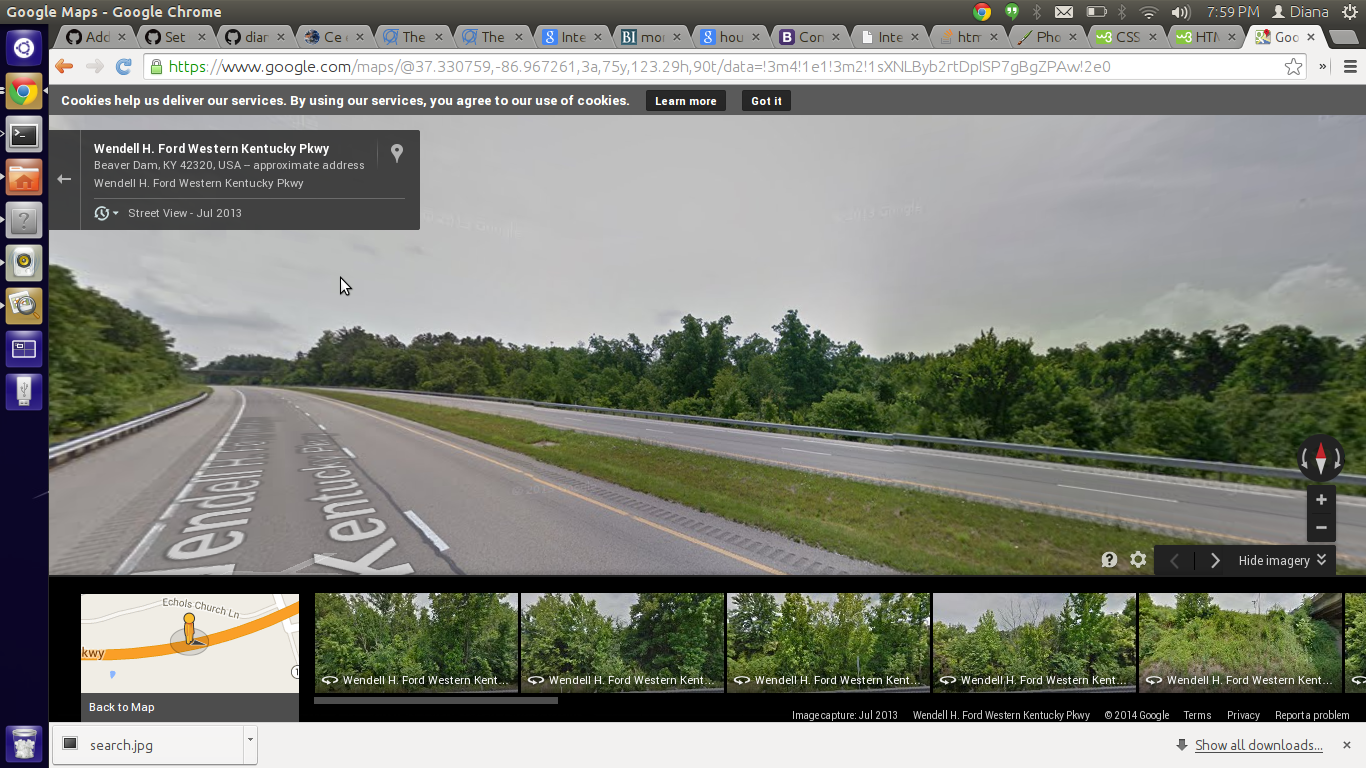 Google Maps - Google Chrome
7:59 PM
Diana
Add
Set
diar
Ce
The
The
Inte
BI
mor
hou
Con
Inte
htm
Pho
CSS
HTM
Goo
https://www.google.com/maps/@37.330759,-86.967261,3a,75y,123.29h,90t/data=!3m4!1e1!3m2!1sXNLByb2rtDpISP7gBgZPAw!2e0
Cookies help us deliver our services. By using our services, you agree to our use of cookies.
Learn more
Got it
Wendell H. Ford Western Kentucky Pkwy
Beaver Dam, KY 42320, USA – approximate address
Wendell H. Ford Western Kentucky Pkwy
Street View - Jul 2013
© 2013 Google
© 2013 Google
Hide imagery
Echols Church Ln
kwy
Back to Map
Wendell H. Ford Western Kent...
Wendell H. Ford Western Kent...
Wendell H. Ford Western Kent...
Wendell H. Ford Western Kent...
Wendell H. Ford Western Kent...
Image capture: Jul 2013
Wendell H. Ford Western Kentucky Pkwy
© 2014 Google
Terms
Privacy
Report a problem
search.jpg
Show all downloads...